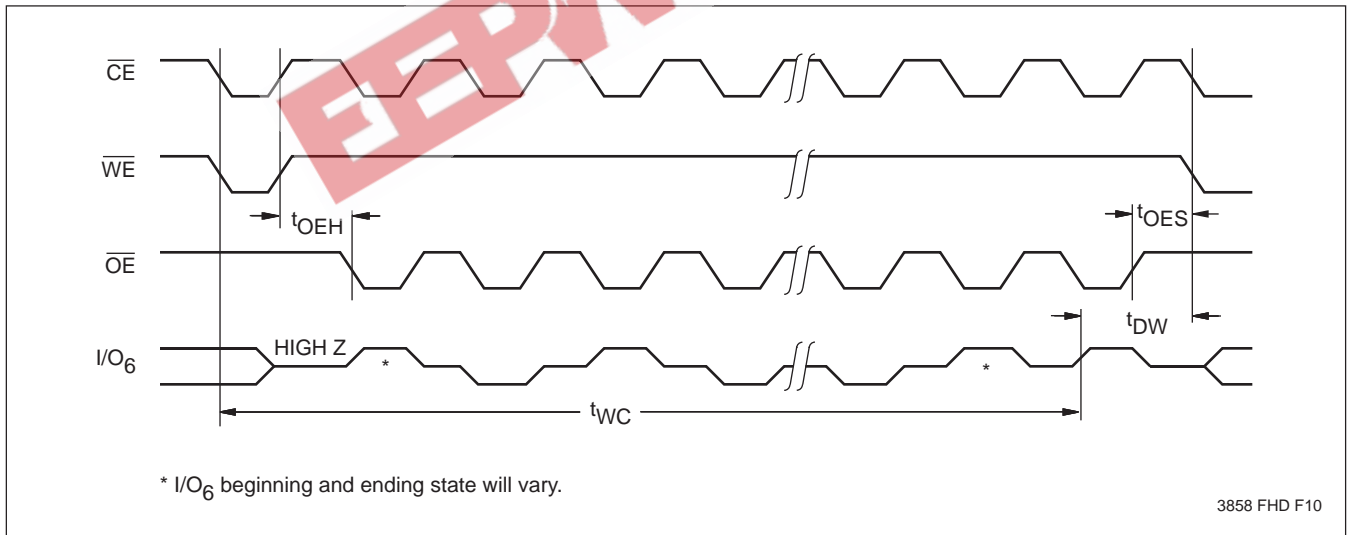 EEPW
CE
WE
tOEH
tOES
OE
tDW
HIGH Z
I/O6
*
*
tWC
* I/O6 beginning and ending state will vary.
3858 FHD F10